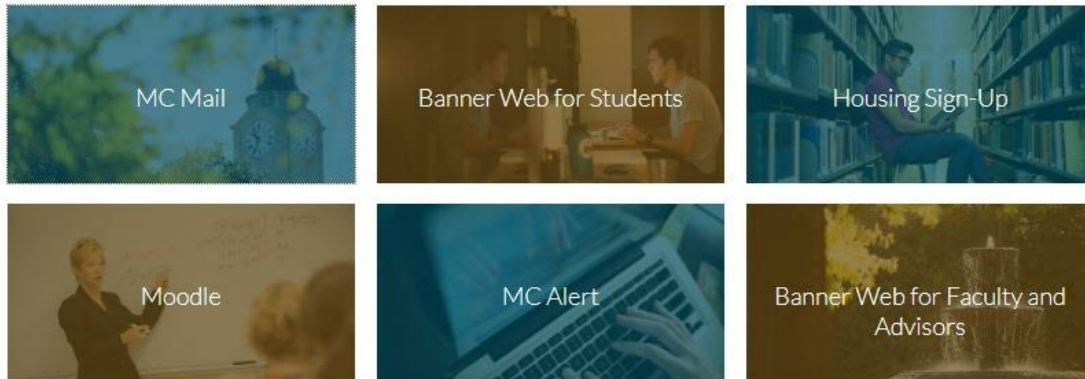 MC Mail
Banner Web for Students
Housing Sign-Up
Moodle
MC Alert
Banner Web for Faculty and
Advisors